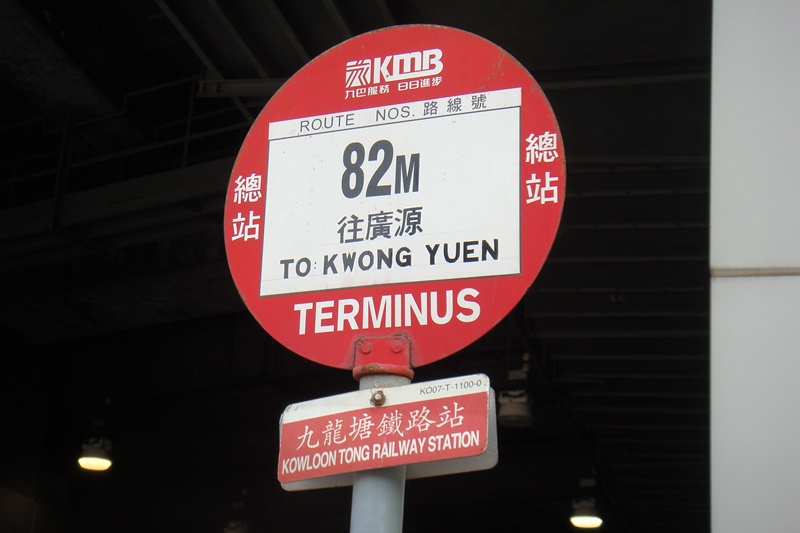 KMB
九巴服務 日日進步
ROUTE NOS. 路線號
82M
往廣源
TO: KWONG YUEN
總站
總站
TERMINUS
KO07-T-1100-0
九龍塘鐵路站
KOWLOON TONG RAILWAY STATION